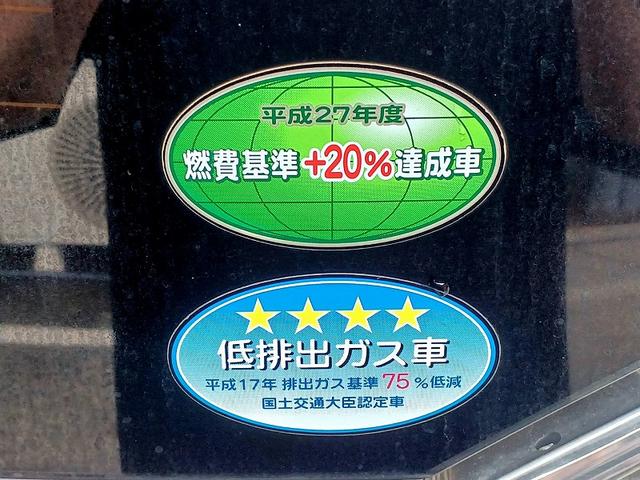 平成27年度
燃費基準+20%達成車
低排出ガス車
平成17年 排出ガス基準 75 %低減
国土交通大臣認定車